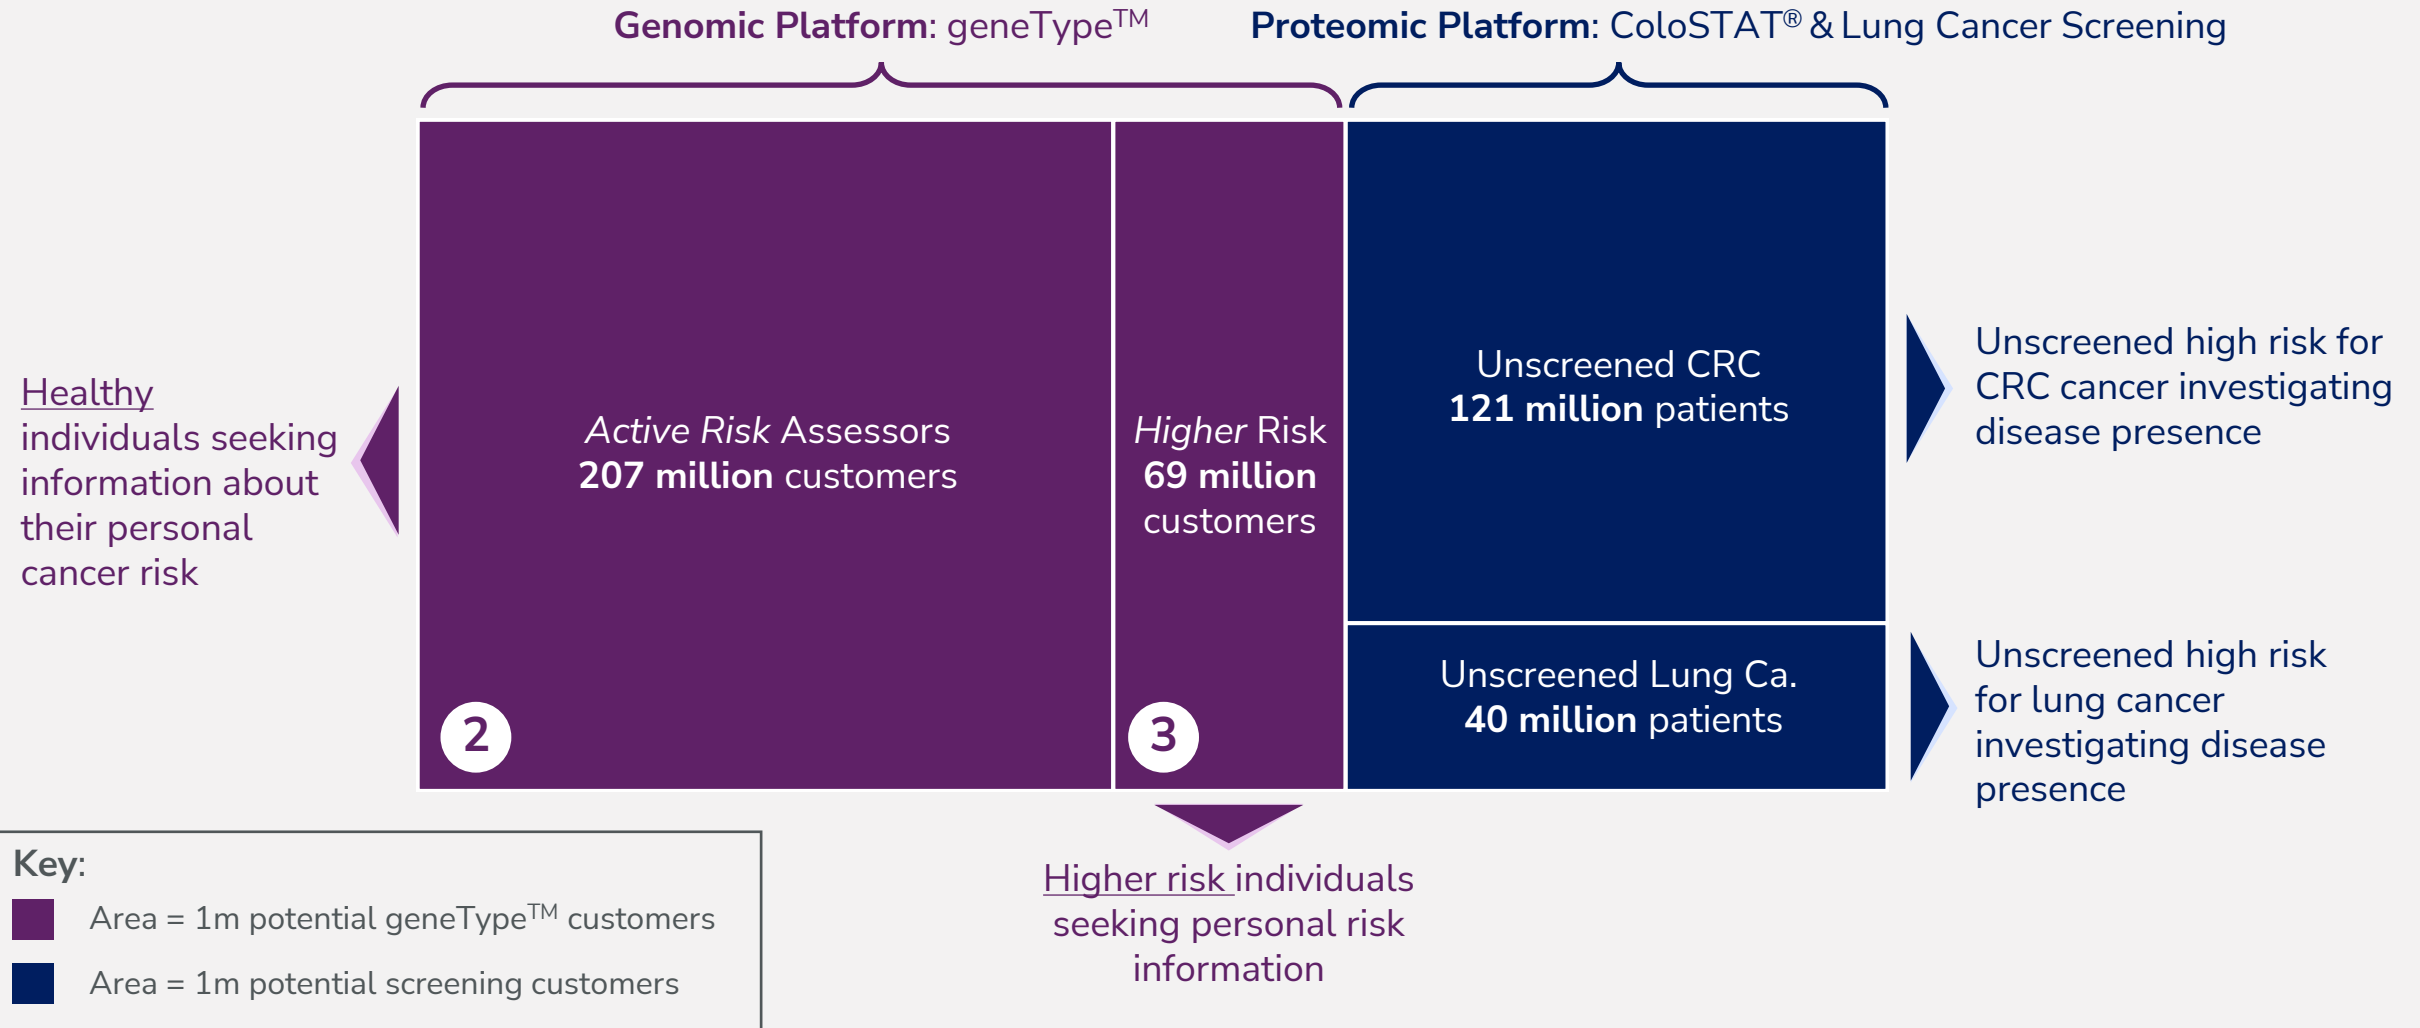 Genomic Platform: geneType™
Proteomic Platform: ColoSTAT® & Lung Cancer Screening
Healthy
individuals seeking
information about
their personal
cancer risk
Active Risk Assessors
207 million customers
2
Higher Risk
69 million
customers
3
Unscreened CRC
121 million patients
Unscreened Lung Ca.
40 million patients
Unscreened high risk for
CRC cancer investigating
disease presence
Unscreened high risk
for lung cancer
investigating disease
presence
Higher risk individuals
seeking personal risk
information
Key:
Area = 1m potential geneType™ customers
Area = 1m potential screening customers